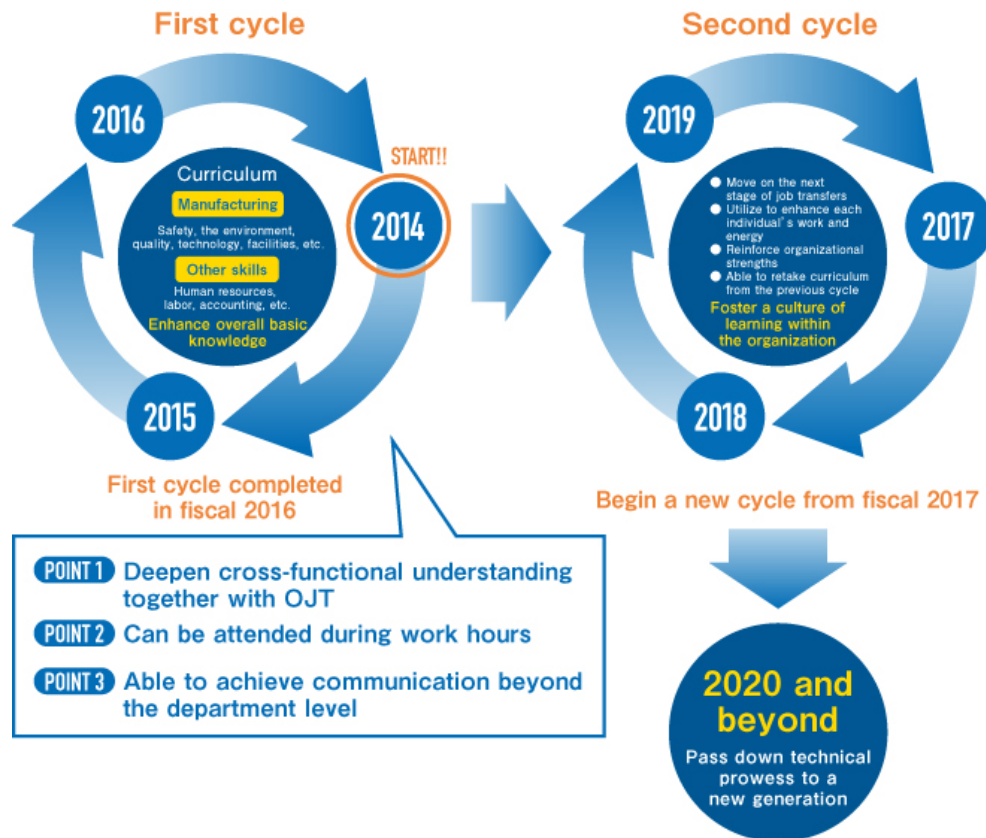 First cycle
2016
START!!
2014
2015
Curriculum
Manufacturing
Safety, the environment,
quality, technology, facilities, etc.
Other skills
Human resources,
labor, accounting, etc.
Enhance overall basic
knowledge
First cycle completed
in fiscal 2016
POINT 1 Deepen cross-functional understanding
together with OJT
POINT 2 Can be attended during work hours
POINT 3 Able to achieve communication beyond
the department level
Second cycle
2019
2017
2018
● Move on the next
stage of job transfers
● Utilize to enhance each
individual's work and
energy
● Reinforce organizational
strengths
● Able to retake curriculum
from the previous cycle
Foster a culture of
learning within
the organization
Begin a new cycle from fiscal 2017
2020 and
beyond
Pass down technical
prowess to a
new generation